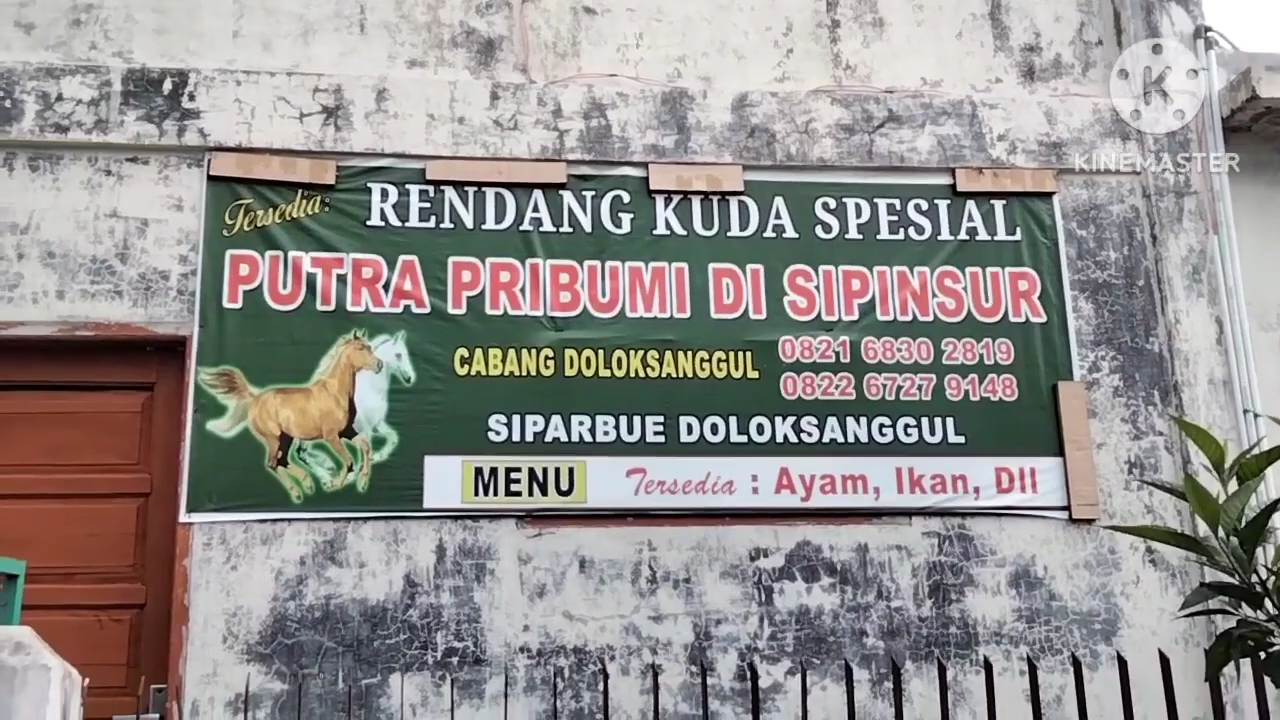 K
KINEMASTER
Tersedia:
RENDANG KUDA SPESIAL
PUTRA PRIBUMI DI SIPINSUR
CABANG DOLOKSANGGUL
0821 6830 2819
0822 6727 9148
SIPARBUE DOLOKSANGGUL
MENU Tersedia : Ayam, Ikan, Dll